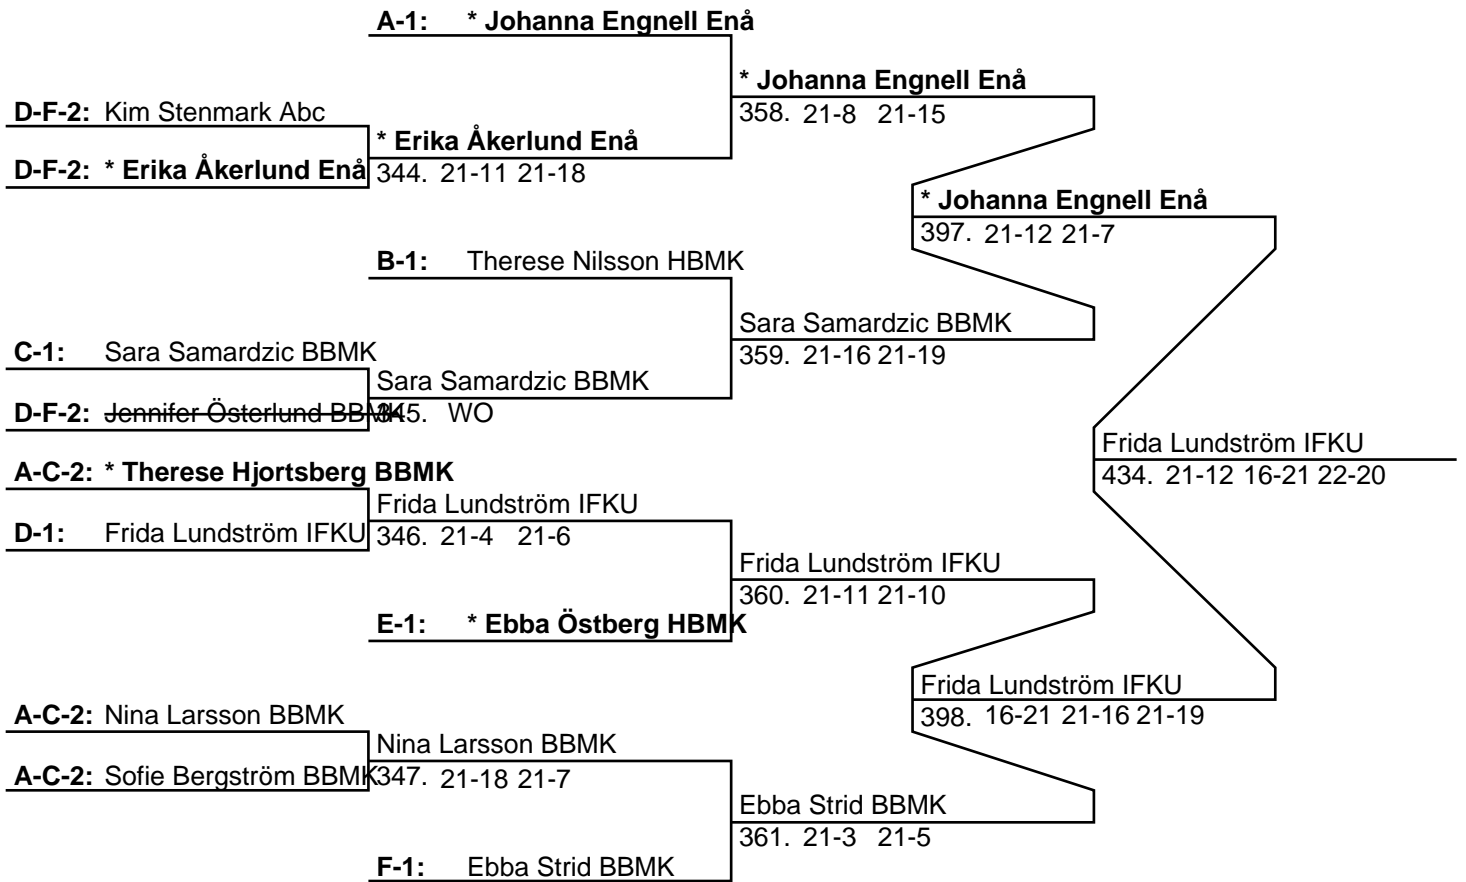 A-1: * Johanna Engnell Enå
* Johanna Engnell Enå
D-F-2: Kim Stenmark Abc
358. 21-8 21-15
* Erika Åkerlund Enå
D-F-2: * Erika Åkerlund Enå
344. 21-11 21-18
* Johanna Engnell Enå
397. 21-12 21-7
B-1: Therese Nilsson HBMK
Sara Samardzic BBMK
C-1: Sara Samardzic BBMK
359. 21-16 21-19
Sara Samardzic BBMK
D-F-2: Jennifer Österlund BBMK
345. WO
Frida Lundström IFKU
434. 21-12 16-21 22-20
A-C-2: * Therese Hjortsberg BBMK
Frida Lundström IFKU
D-1: Frida Lundström IFKU
346. 21-4 21-6
Frida Lundström IFKU
360. 21-11 21-10
E-1: * Ebba Östberg HBMK
Frida Lundström IFKU
398. 16-21 21-16 21-19
A-C-2: Nina Larsson BBMK
Nina Larsson BBMK
A-C-2: Sofie Bergström BBMK
347. 21-18 21-7
Ebba Strid BBMK
361. 21-3 21-5
F-1: Ebba Strid BBMK